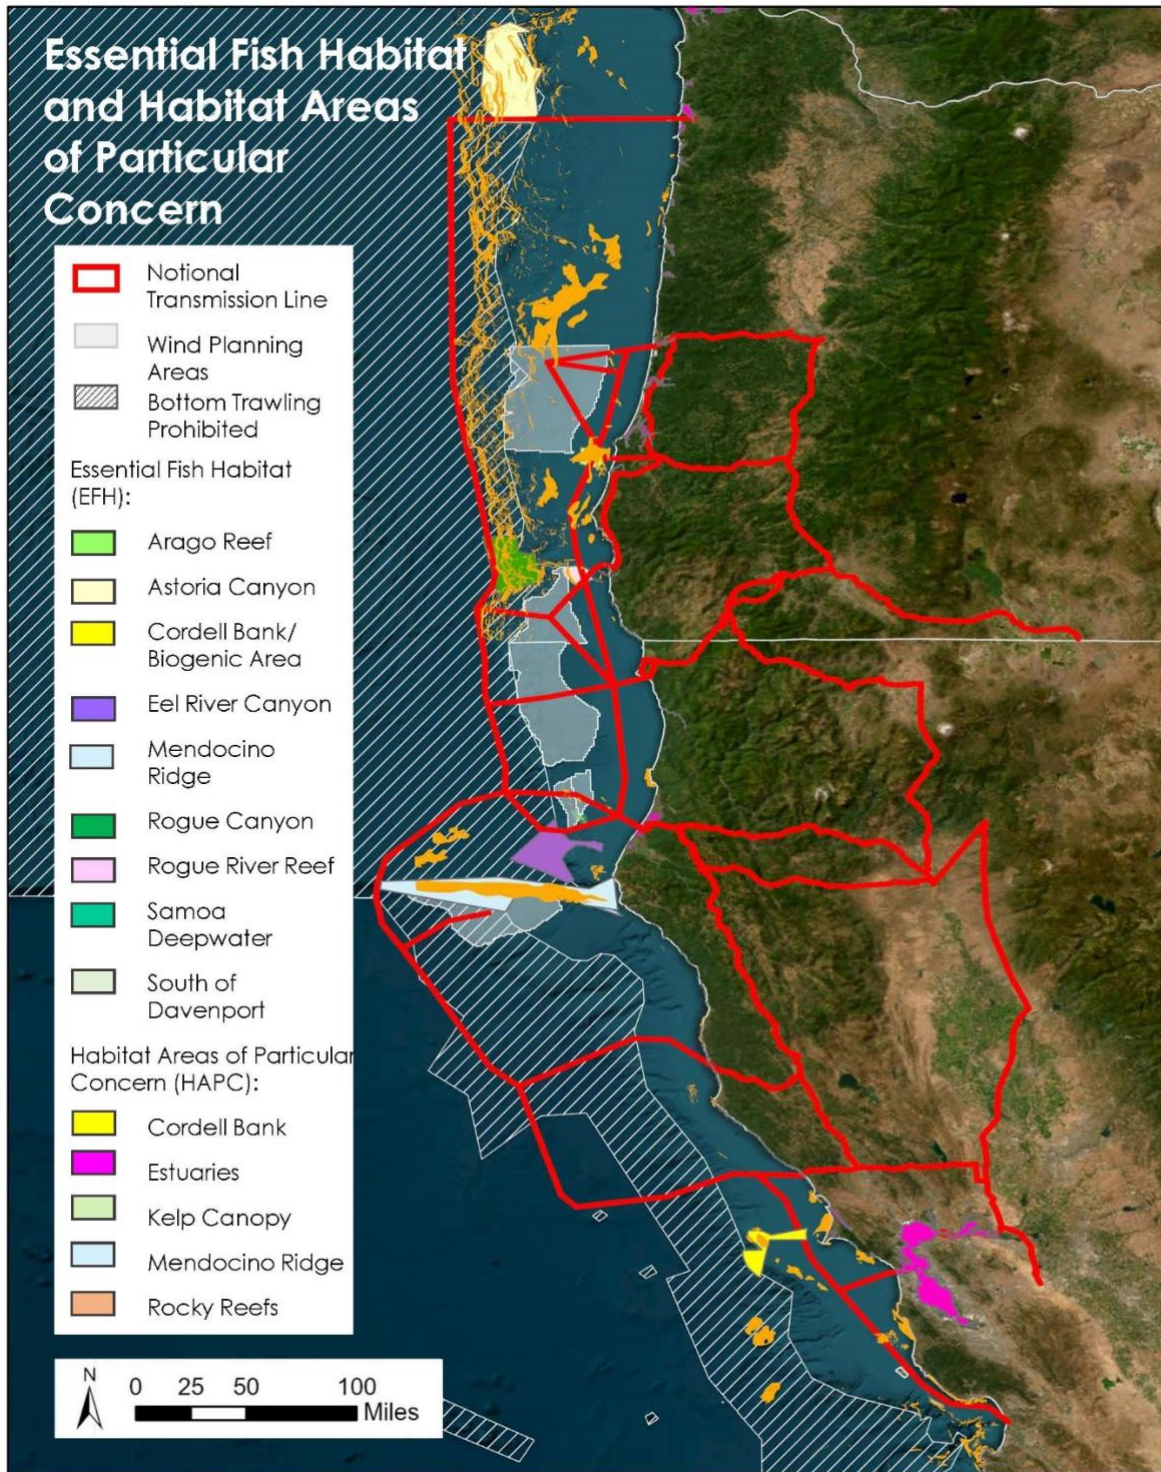 Essential Fish Habitat
and Habitat Areas
of Particular
Concern
Notional
Transmission Line
Wind Planning
Areas
Bottom Trawling
Prohibited
Essential Fish Habitat
(EFH):
Arago Reef
Astoria Canyon
Cordell Bank/
Biogenic Area
Eel River Canyon
Mendocino
Ridge
Rogue Canyon
Rogue River Reef
Samoa
Deepwater
South of
Davenport
Habitat Areas of Particular
Concern (HAPC):
Cordell Bank
Estuaries
Kelp Canopy
Mendocino Ridge
Rocky Reefs
N
0 25 50 100
Miles